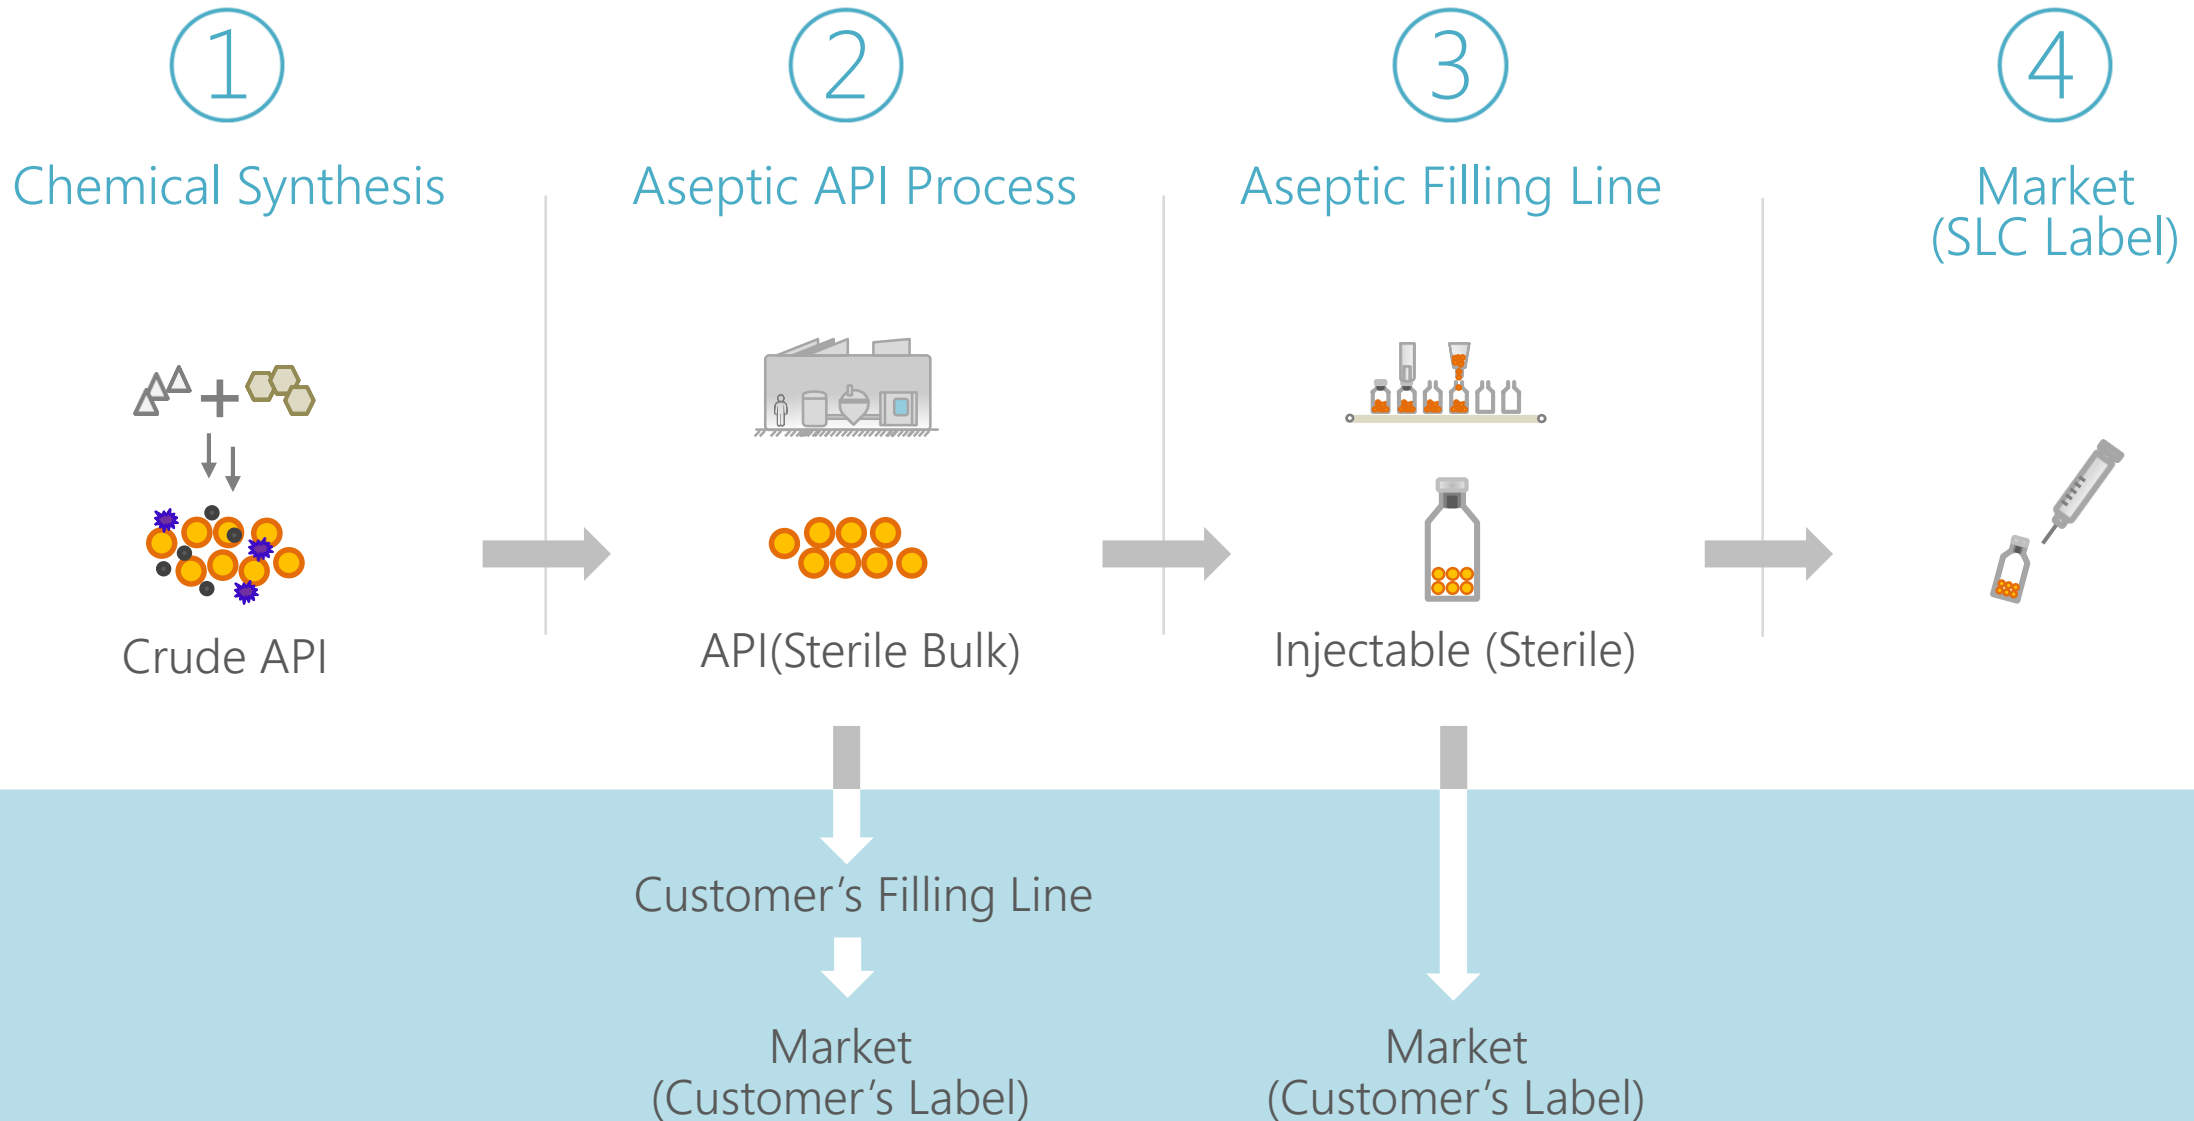 1
Chemical Synthesis
Crude API
2
Aseptic API Process
API(Sterile Bulk)
3
Aseptic Filling Line
Injectable (Sterile)
4
Market
(SLC Label)
Customer’s Filling Line
Market
(Customer’s Label)
Market
(Customer’s Label)